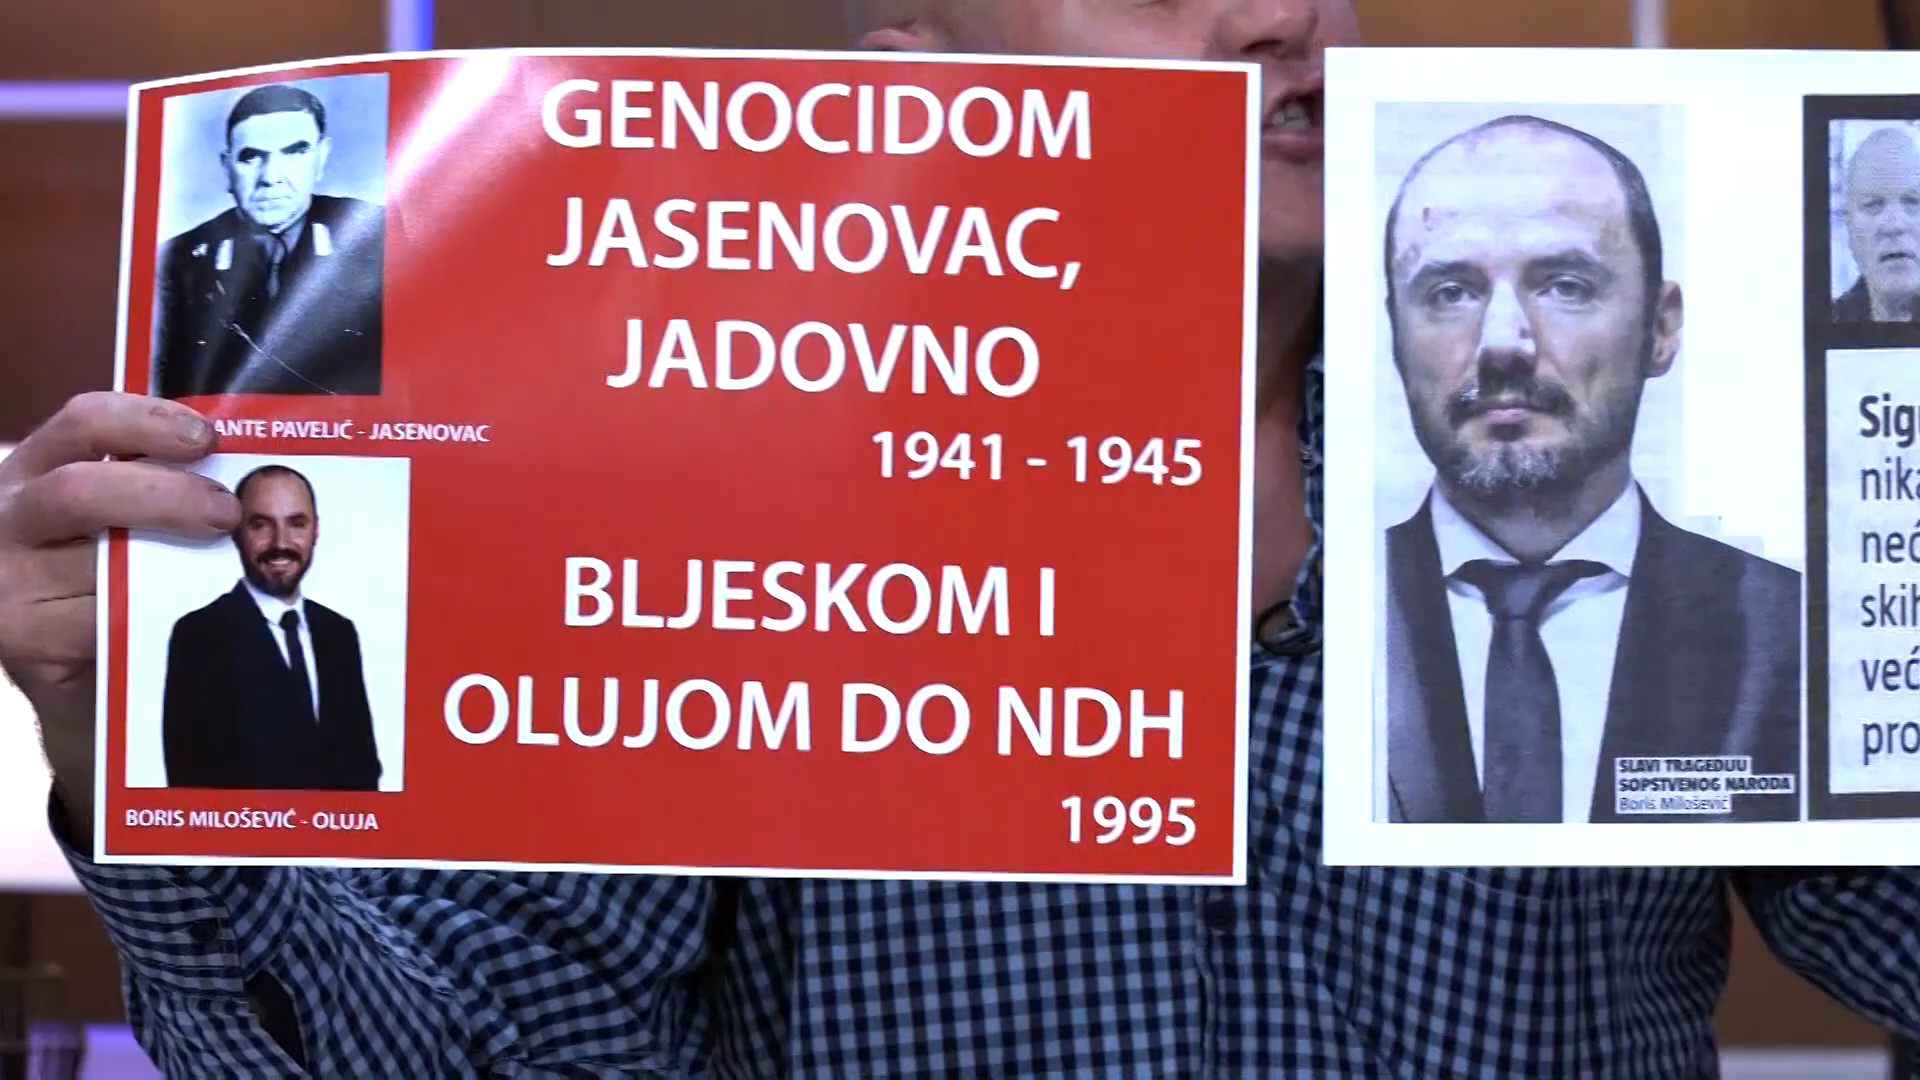 GENOCIDOM
JASENOVAC,
JADOVNO
1941 - 1945
ANTE PAVELIĆ - JASENOVAC
BLJESKOM I
OLUJOM DO NDH
1995
BORIS MILOŠEVIĆ - OLUJA
SLAVI TRAGEDIJU
SOPSTVENOG NARODA
Boris Milošević
pro